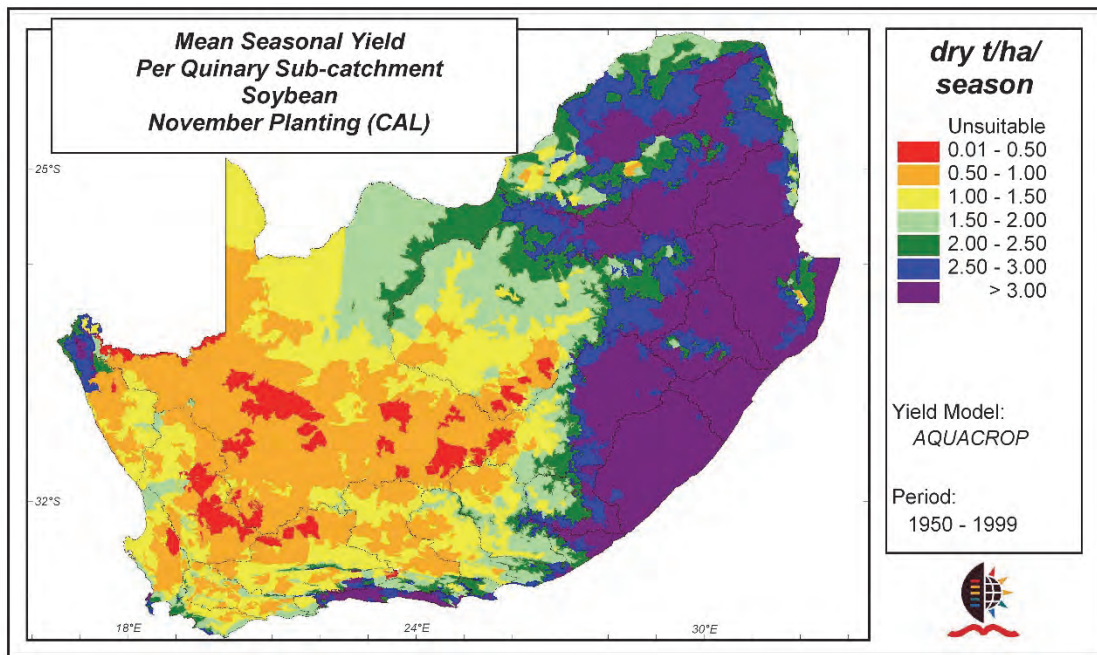 Mean Seasonal Yield
Per Quinary Sub-catchment
Soybean
November Planting (CAL)
dry t/ha/
season
Unsuitable
0.01 - 0.50
0.50 - 1.00
1.00 - 1.50
1.50 - 2.00
2.00 - 2.50
2.50 - 3.00
> 3.00
Yield Model:
AQUACROP
Period:
1950 - 1999
25°S
32°S
18°E
24°E
30°E